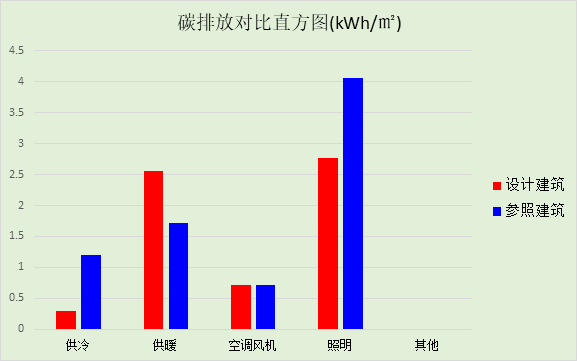 碳排放对比直方图(kWh/㎡)
4.5
4
3.5
3
2.5
2
1.5
1
0.5
0
供冷
供暖
空调风机
照明
其他
设计建筑
参照建筑